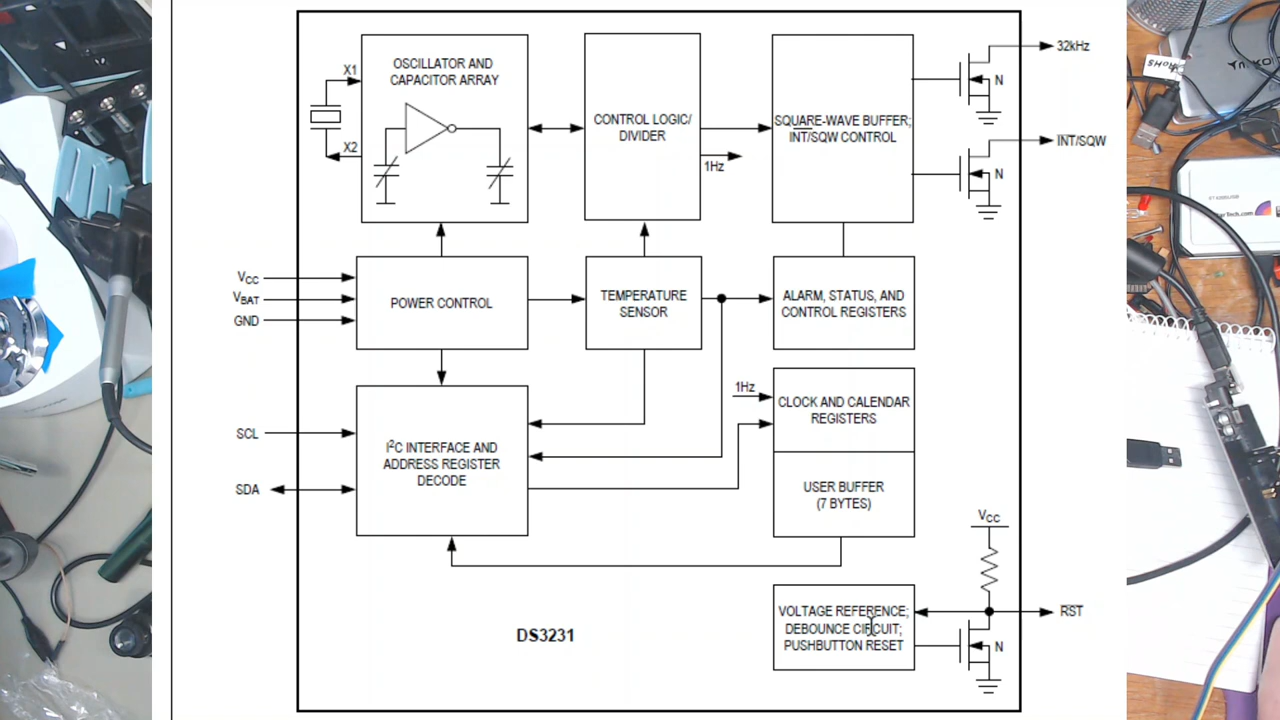 OSCILLATOR AND
CAPACITOR ARRAY
X1
X2
CONTROL LOGIC/
DIVIDER
1Hz
SQUARE-WAVE BUFFER;
INT/SQW CONTROL
32kHz
N
INT/SQW
N
VCC
VBAT
GND
POWER CONTROL
TEMPERATURE
SENSOR
ALARM, STATUS, AND
CONTROL REGISTERS
SCL
SDA
I2C INTERFACE AND
ADDRESS REGISTER
DECODE
1Hz
CLOCK AND CALENDAR
REGISTERS
USER BUFFER
(7 BYTES)
VCC
RST
VOLTAGE REFERENCE;
DEBOUNCE CIRCUIT;
PUSHBUTTON RESET
N
DS3231
RoHS